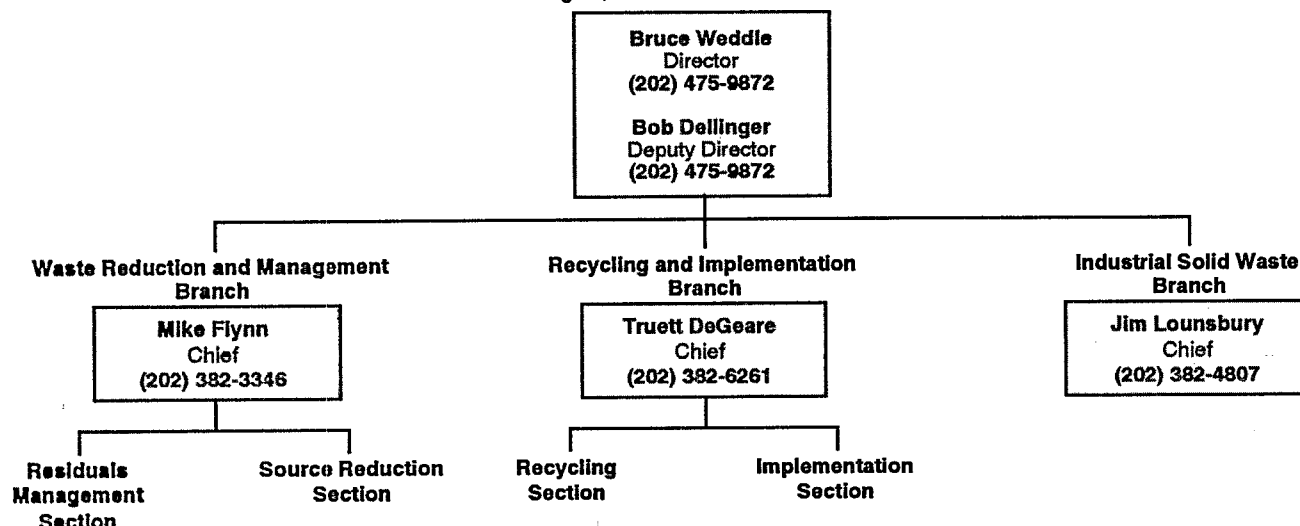 Bruce Weddle
Director
(202) 475-9872
Bob Dellinger
Deputy Director
(202) 475-9872
Waste Reduction and Management
Branch
Mike Flynn
Chief
(202) 382-3346
Recycling and Implementation
Branch
Truett DeGeare
Chief
(202) 382-6261
Industrial Solid Waste
Branch
Jim Lounsbury
Chief
(202) 382-4807
Residuals
Management
Section
Source Reduction
Section
Recycling
Section
Implementation
Section